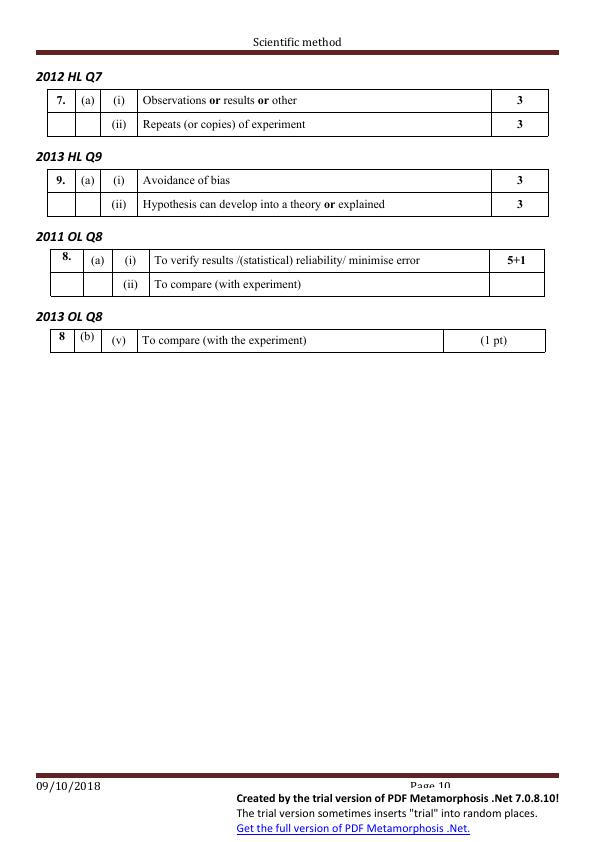 Scientific method
2012 HL Q7
7. (a) (i) Observations or results or other 3
(ii) Repeats (or copies) of experiment 3
2013 HL Q9
9. (a) (i) Avoidance of bias 3
(ii) Hypothesis can develop into a theory or explained 3
2011 OL Q8
8. (a) (i) To verify results /(statistical) reliability/ minimise error 5+1
(ii) To compare (with experiment)
2013 OL Q8
8 (b) (v) To compare (with the experiment) (1 pt)
09/10/2018 Page 10
Created by the trial version of PDF Metamorphosis .Net 7.0.8.10!
The trial version sometimes inserts "trial" into random places.
Get the full version of PDF Metamorphosis .Net.